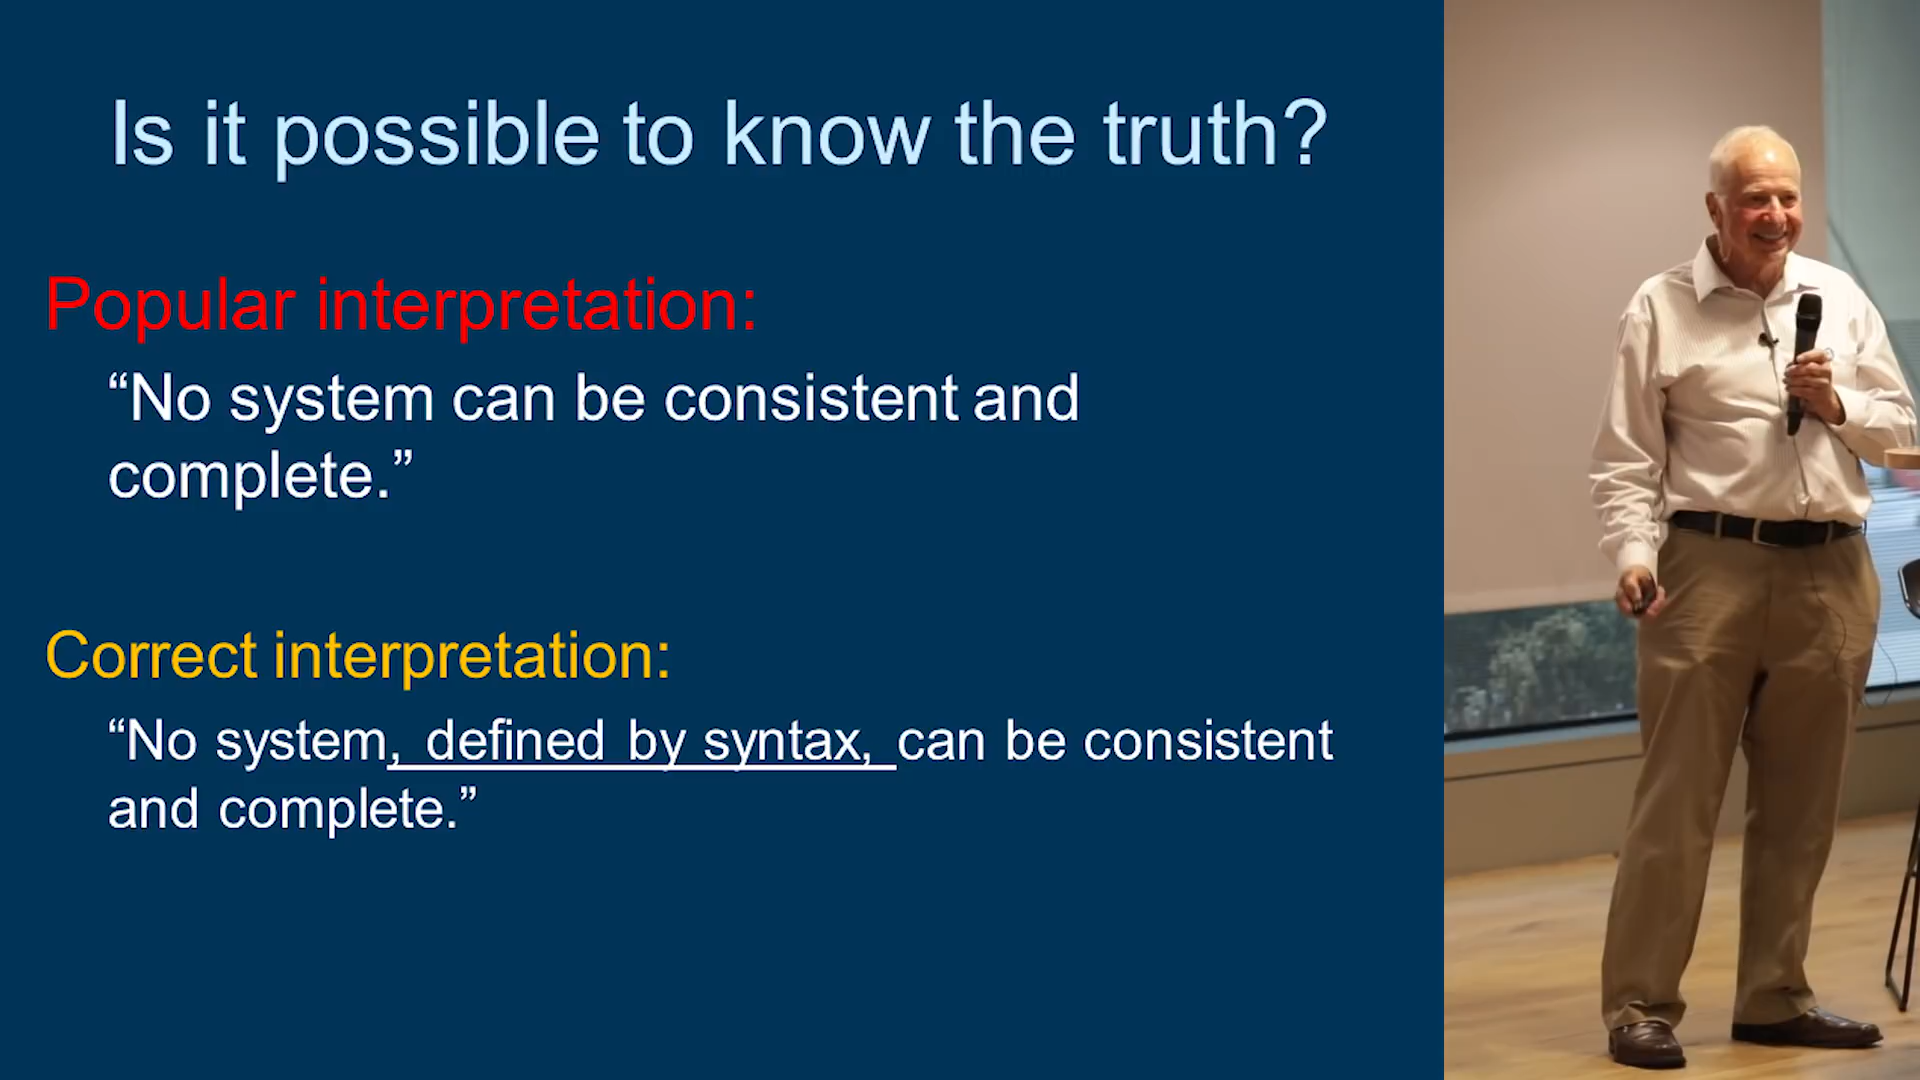 Is it possible to know the truth?
Popular interpretation:
“No system can be consistent and
complete.”
Correct interpretation:
“No system, defined by syntax, can be consistent
and complete.”